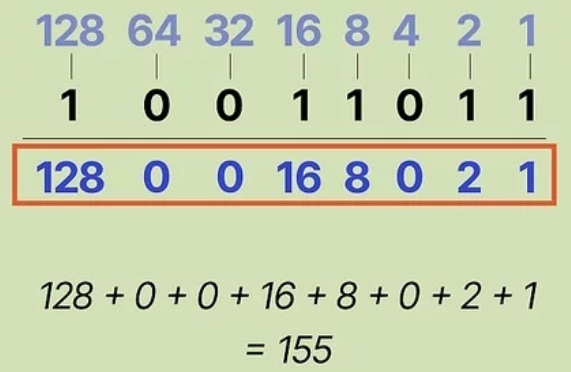 128 64 32 16 8 4 2 1
1 0 0 1 1 0 1 1
128 0 0 16 8 0 2 1
128 + 0 + 0 + 16 + 8 + 0 + 2 + 1
= 155